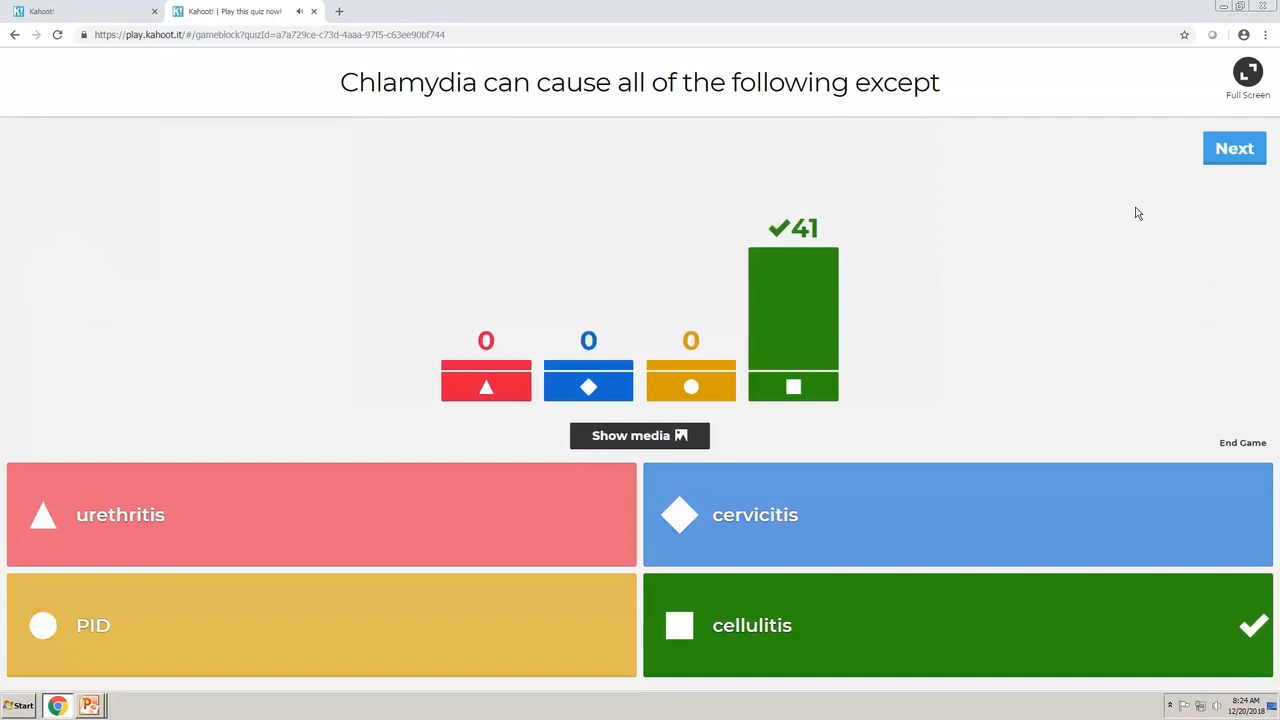 Kahoot!
Kahoot! | Play this quiz now!
https://play.kahoot.it/#/gameblock?quizId=a7a729ce-c73d-4aaa-97f5-c63ee90bf744
Chlamydia can cause all of the following except
Full Screen
Next
41
0
0
0
Show media
End Game
urethritis
cervicitis
PID
cellulitis
Start
8:24 AM
12/20/2018